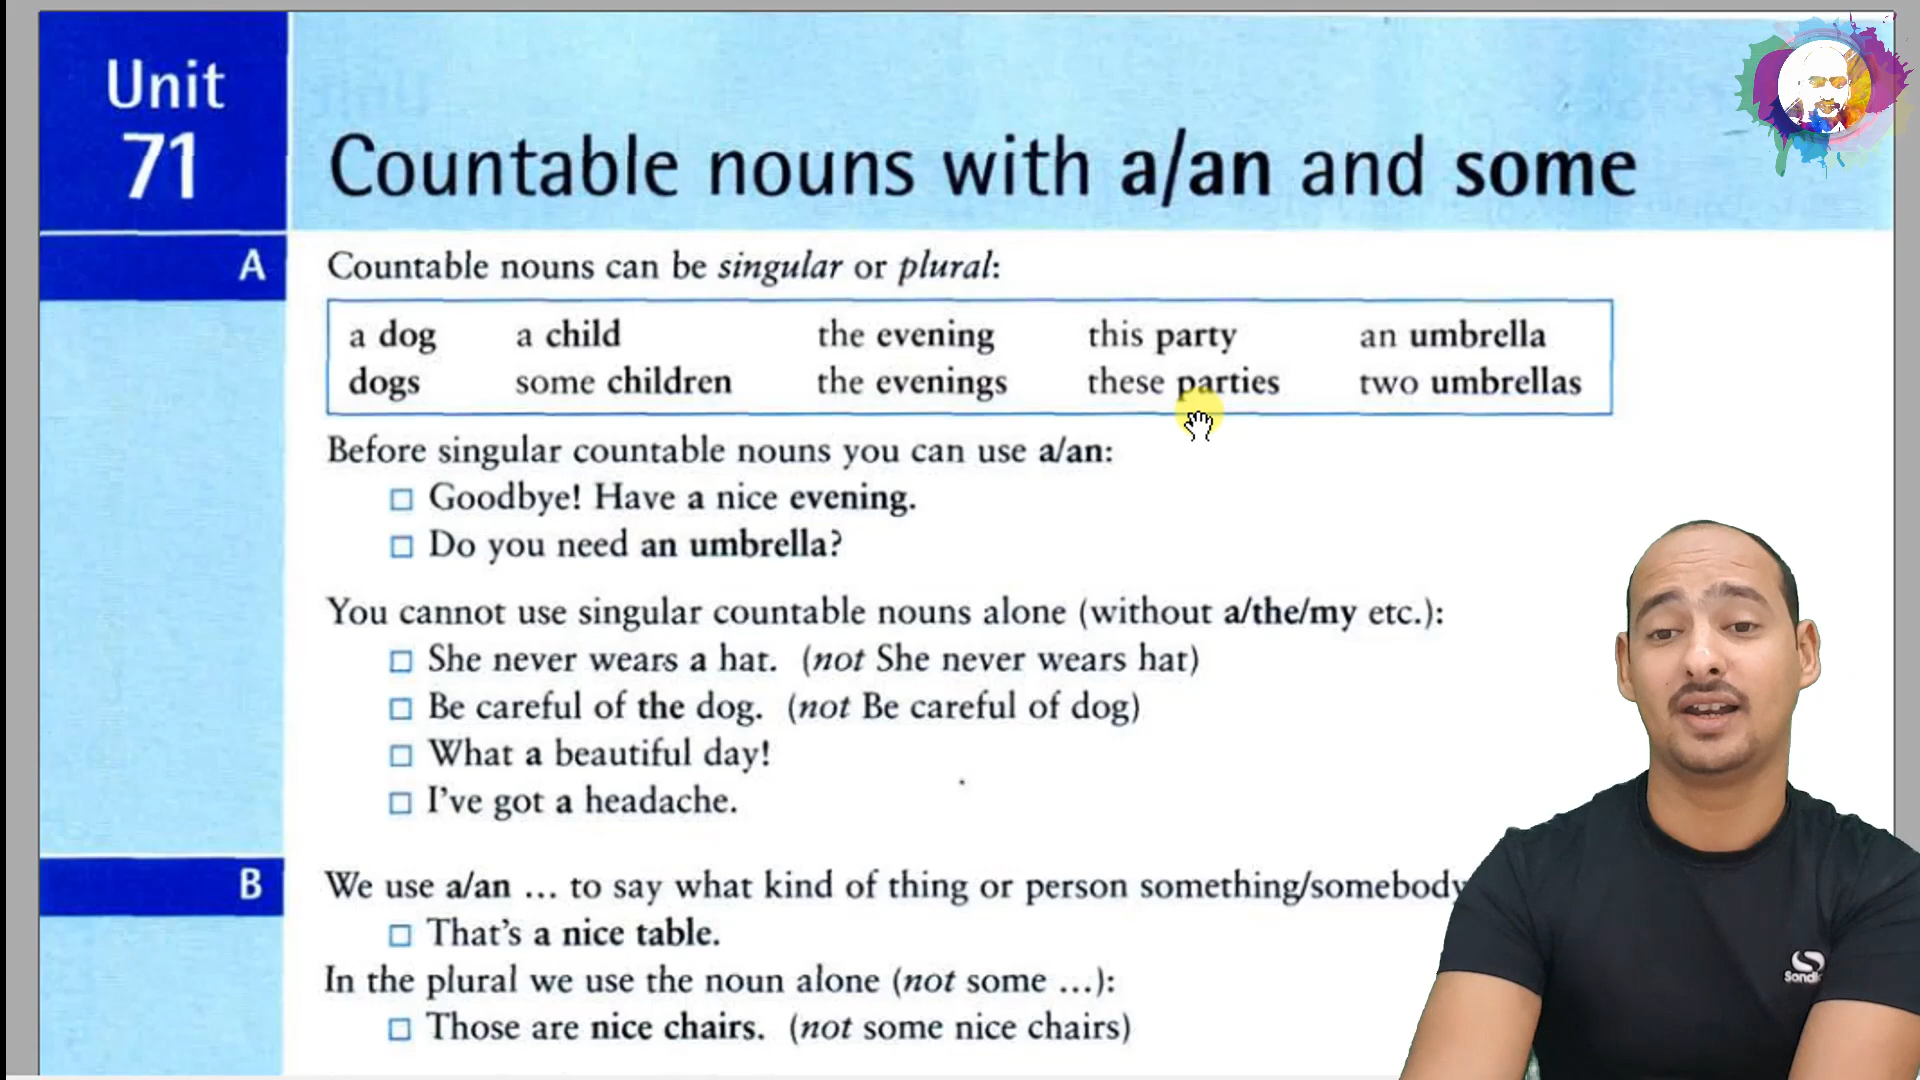 Unit
71
Countable nouns with a/an and some
A
Countable nouns can be singular or plural:
a dog a child the evening this party an umbrella
dogs some children the evenings these parties two umbrellas
Before singular countable nouns you can use a/an:
□ Goodbye! Have a nice evening.
□ Do you need an umbrella?
You cannot use singular countable nouns alone (without a/the/my etc.):
□ She never wears a hat. (not She never wears hat)
□ Be careful of the dog. (not Be careful of dog)
□ What a beautiful day!
□ I've got a headache.
B
We use a/an ... to say what kind of thing or person something/somebody
□ That's a nice table.
In the plural we use the noun alone (not some ...):
□ Those are nice chairs. (not some nice chairs)